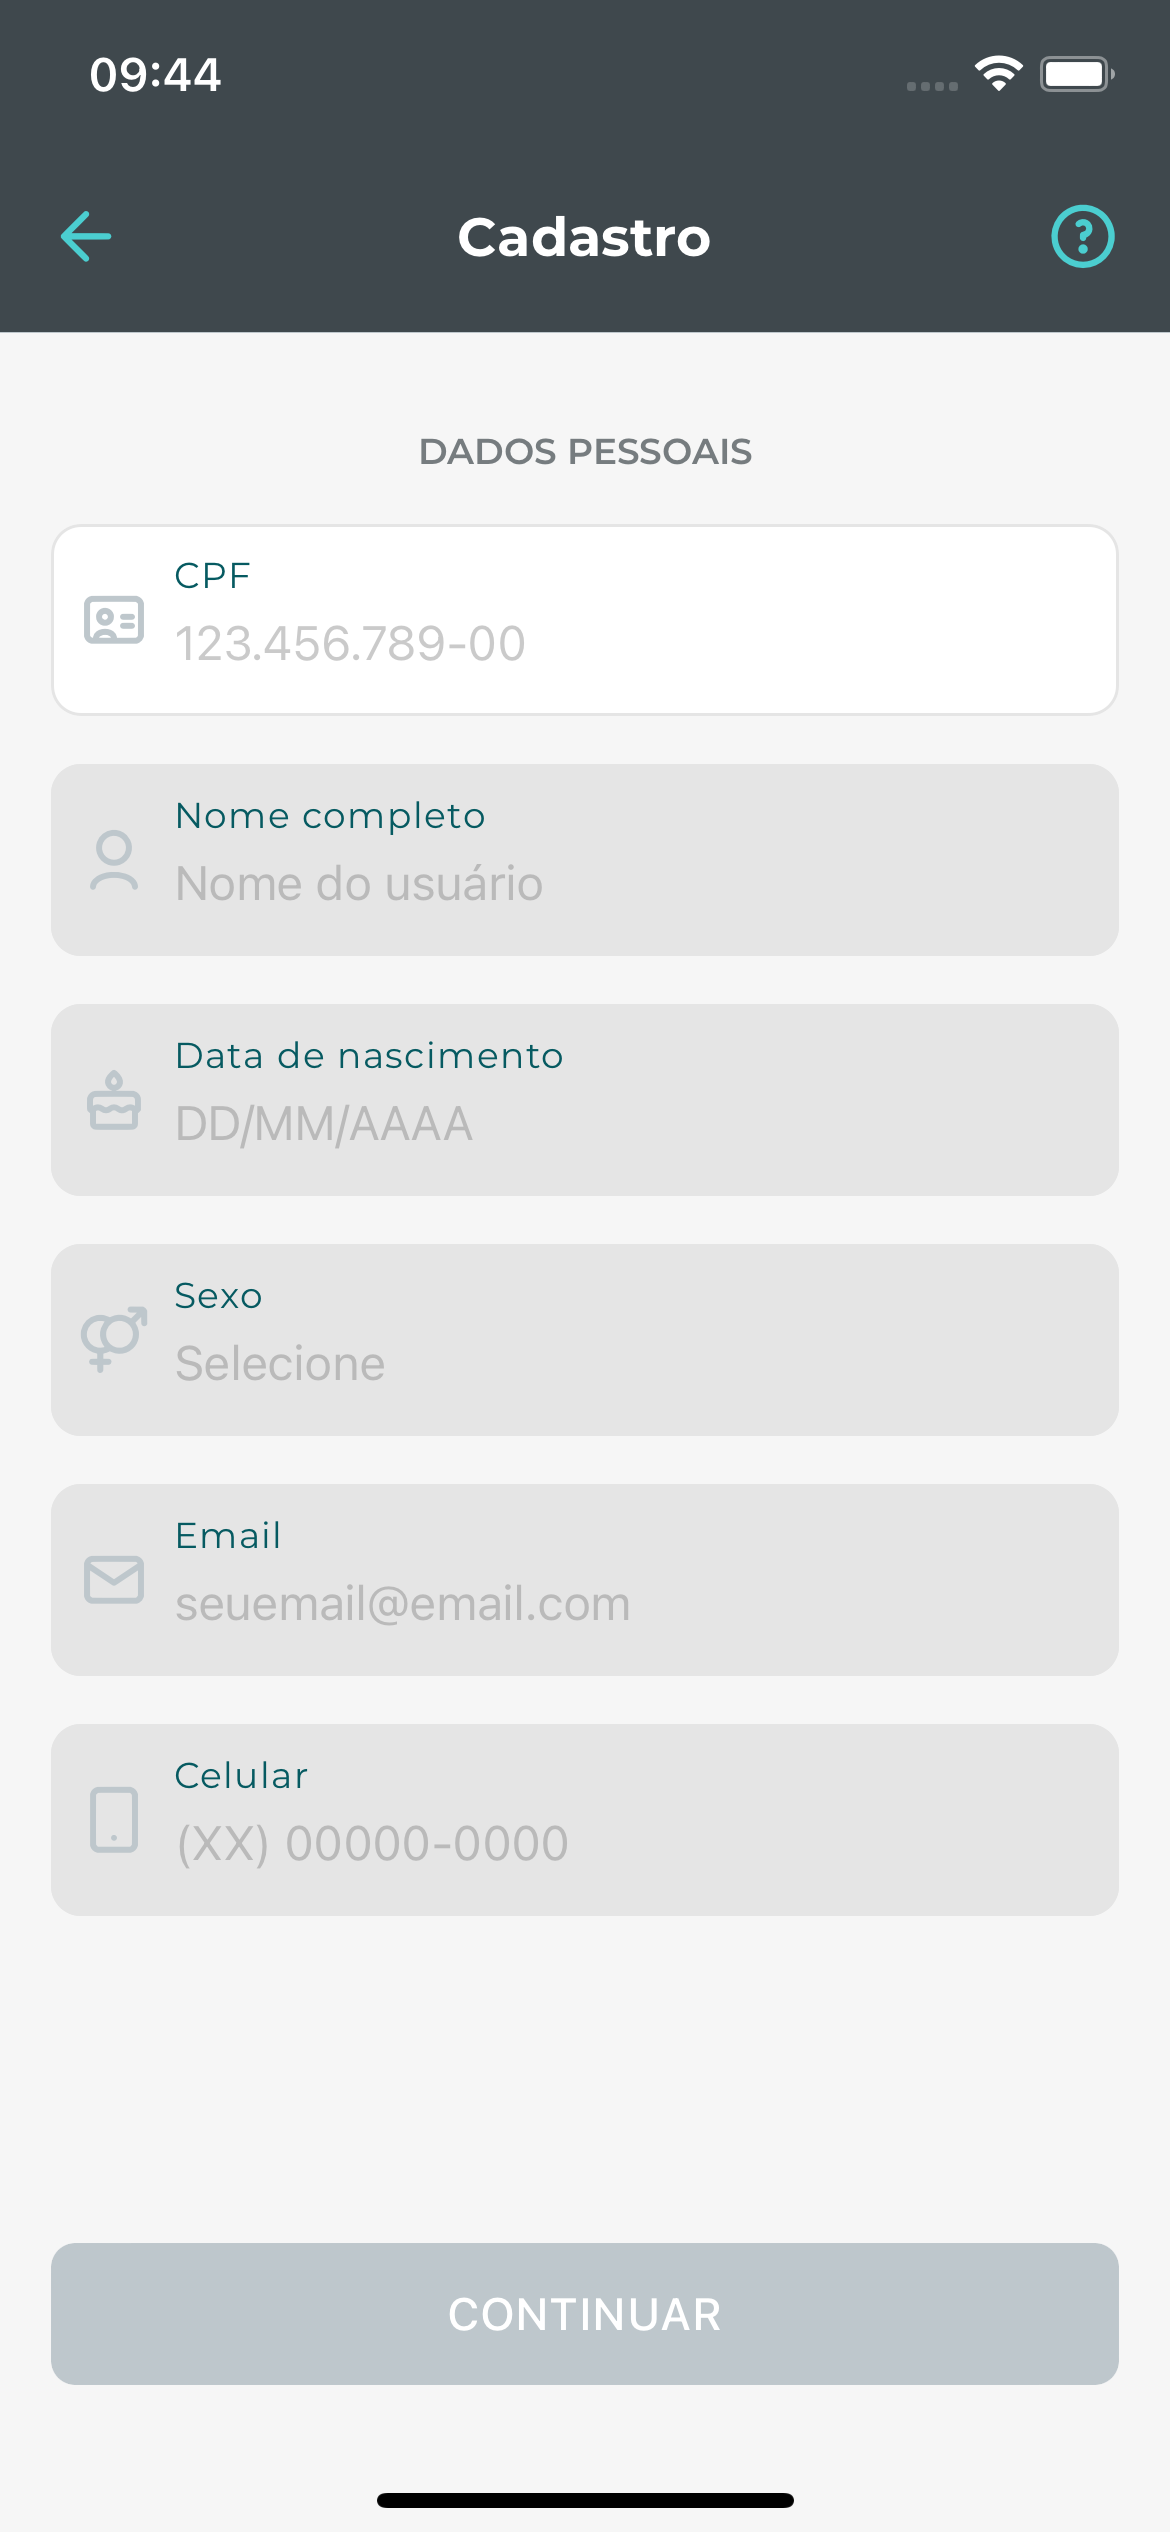 09:44
Cadastro
DADOS PESSOAIS
CPF
123.456.789-00
Nome completo
Nome do usuário
Data de nascimento
DD/MM/AAAA
Sexo
Selecione
Email
seuemail@email.com
Celular
(XX) 00000-0000
CONTINUAR